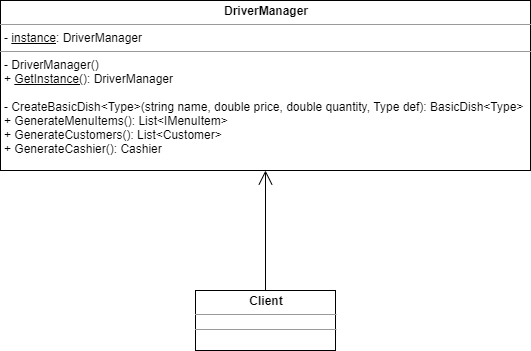 DriverManager
- instance: DriverManager
- DriverManager()
+ GetInstance(): DriverManager
- CreateBasicDish<Type>(string name, double price, double quantity, Type def): BasicDish<Type>
+ GenerateMenuItems(): List<IMenuItem>
+ GenerateCustomers(): List<Customer>
+ GenerateCashier(): Cashier
Client